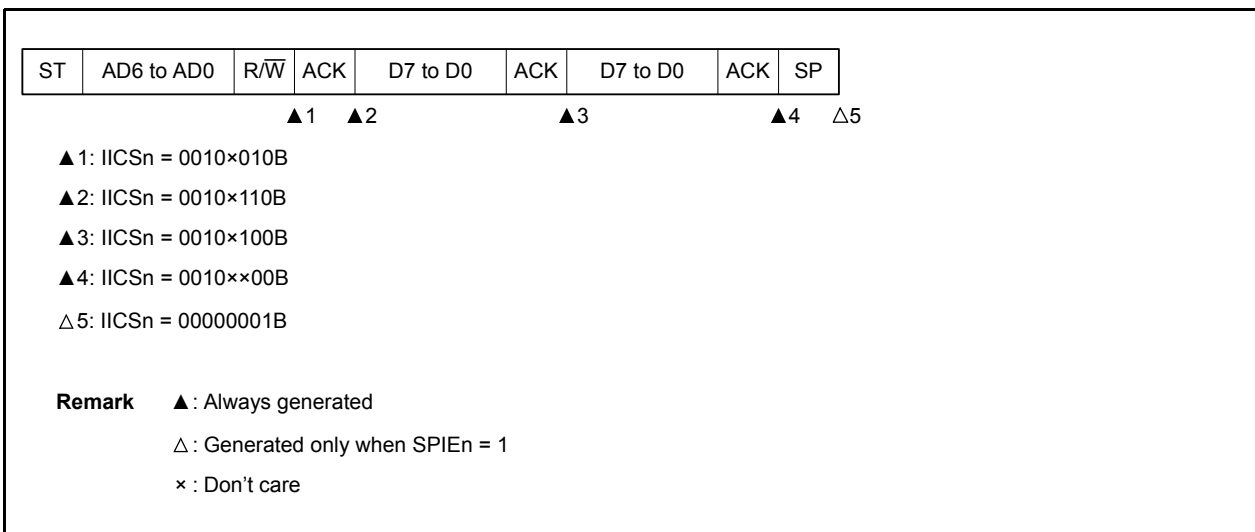 ST AD6 to AD0 R/W̅ ACK D7 to D0 ACK D7 to D0 ACK SP
▲1 ▲2 ▲3 ▲4 △5
▲1: IICSn = 0010×010B
▲2: IICSn = 0010×110B
▲3: IICSn = 0010×100B
▲4: IICSn = 0010××00B
△5: IICSn = 00000001B
Remark ▲: Always generated
△: Generated only when SPIEn = 1
×: Don't care